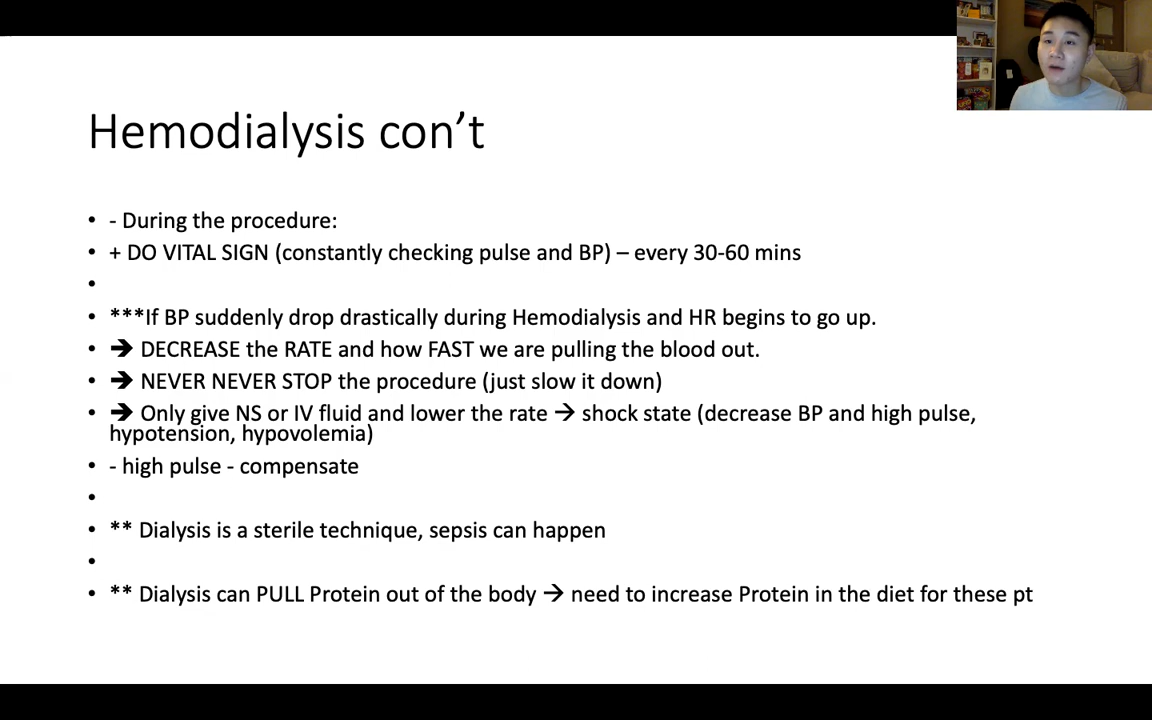 Hemodialysis con’t
• - During the procedure:
• + DO VITAL SIGN (constantly checking pulse and BP) – every 30-60 mins
•
• ***If BP suddenly drop drastically during Hemodialysis and HR begins to go up.
• ➔ DECREASE the RATE and how FAST we are pulling the blood out.
• ➔ NEVER NEVER STOP the procedure (just slow it down)
• ➔ Only give NS or IV fluid and lower the rate → shock state (decrease BP and high pulse,
hypotension, hypovolemia)
• - high pulse - compensate
•
• ** Dialysis is a sterile technique, sepsis can happen
•
• ** Dialysis can PULL Protein out of the body → need to increase Protein in the diet for these pt